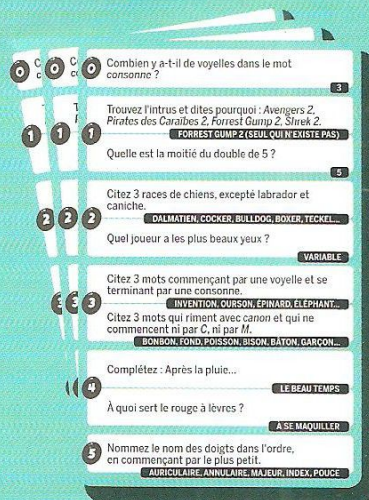 0 0 0 Combien y a-t-il de voyelles dans le mot
consonne ?
3
1 1 1 Trouvez l'intrus et dites pourquoi : Avengers 2,
Pirates des Caraïbes 2, Forrest Gump 2, Shrek 2.
FORREST GUMP 2 (SEUL QUI N'EXISTE PAS)
Quelle est la moitié du double de 5 ?
5
2 2 2 Citez 3 races de chiens, excepté labrador et
caniche.
DALMATIEN, COCKER, BULLDOG, BOXER, TECKEL...
Quel joueur a les plus beaux yeux ?
VARIABLE
3 Citez 3 mots commençant par une voyelle et se
terminant par une consonne.
INVENTION, OURSON, ÉPINARD, ÉLÉPHANT...
Citez 3 mots qui riment avec canon et qui ne
commencent ni par C, ni par M.
BONBON, FOND, POISSON, BISON, BÂTON, GARÇON...
4 Complétez : Après la pluie...
LE BEAU TEMPS
À quoi sert le rouge à lèvres ?
À SE MAQUILLER
5 Nommez le nom des doigts dans l'ordre,
en commençant par le plus petit.
AURICULAIRE, ANNULAIRE, MAJEUR, INDEX, POUCE